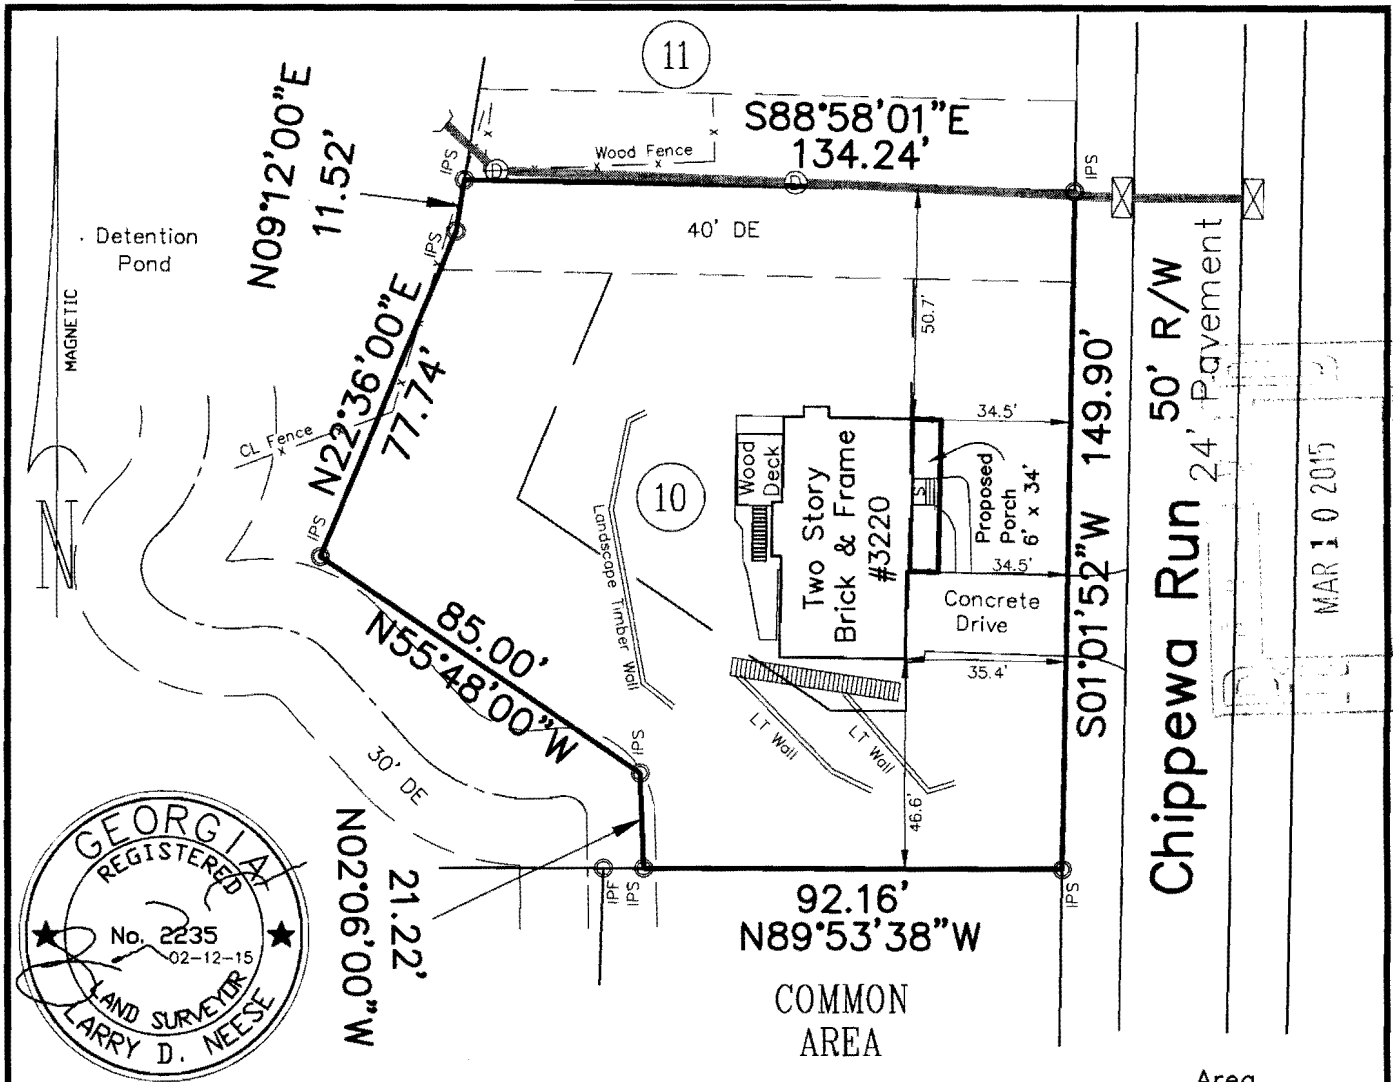 11
S88°58'01"E
134.24'
Wood Fence
N09°12'00"E
11.52'
IPS
IPS
IPS
D
D
40' DE
Detention
Pond
MAGNETIC
N
N22°36'00"E
77.74'
CL Fence
IPS
50.7'
34.5'
10
Wood
Deck
Two Story
Brick & Frame
#3220
S
Proposed
Porch
6' x 34'
34.5'
Concrete
Drive
35.4'
Landscape Timber Wall
LT Wall
LT Wall
46.6'
S01°01'52"W 149.90'
Chippewa Run 50' R/W
24' Pavement
MAR 10 2015
85.00'
N55°48'00"W
IPS
30' DE
21.22'
N02°06'00"W
IPF
IPS
IPS
92.16'
N89°53'38"W
COMMON
AREA
GEORGIA
REGISTERED
No. 2235
02-12-15
LAND SURVEYOR
LARRY D. NEESE
Area